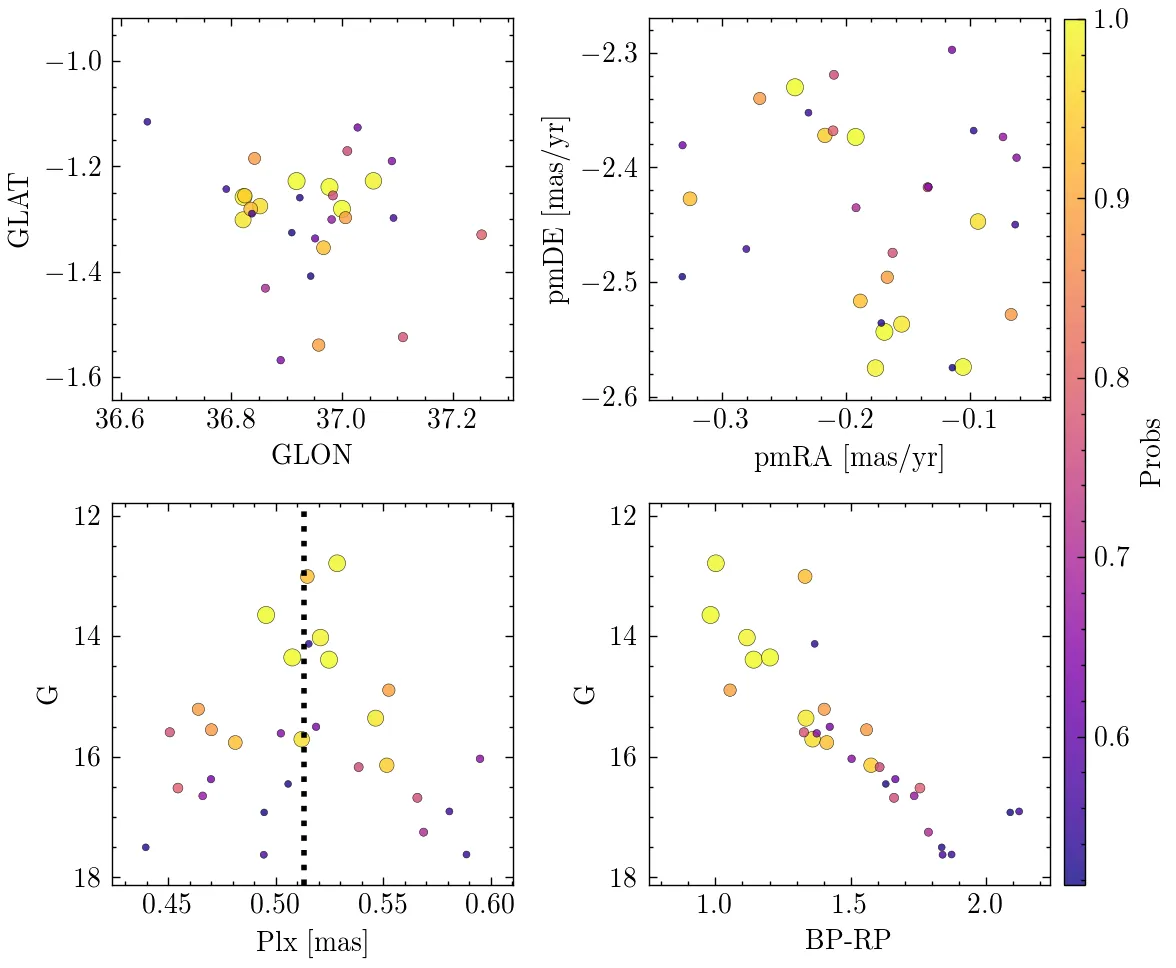 −1.0
−1.2
−1.4
−1.6
GLAT
36.6 36.8 37.0 37.2
GLON
−2.3
−2.4
−2.5
−2.6
pmDE [mas/yr]
−0.3 −0.2 −0.1
pmRA [mas/yr]
1.0
0.9
0.8
0.7
0.6
Probs
12
14
16
18
G
0.45 0.50 0.55 0.60
Plx [mas]
12
14
16
18
G
1.0 1.5 2.0
BP-RP